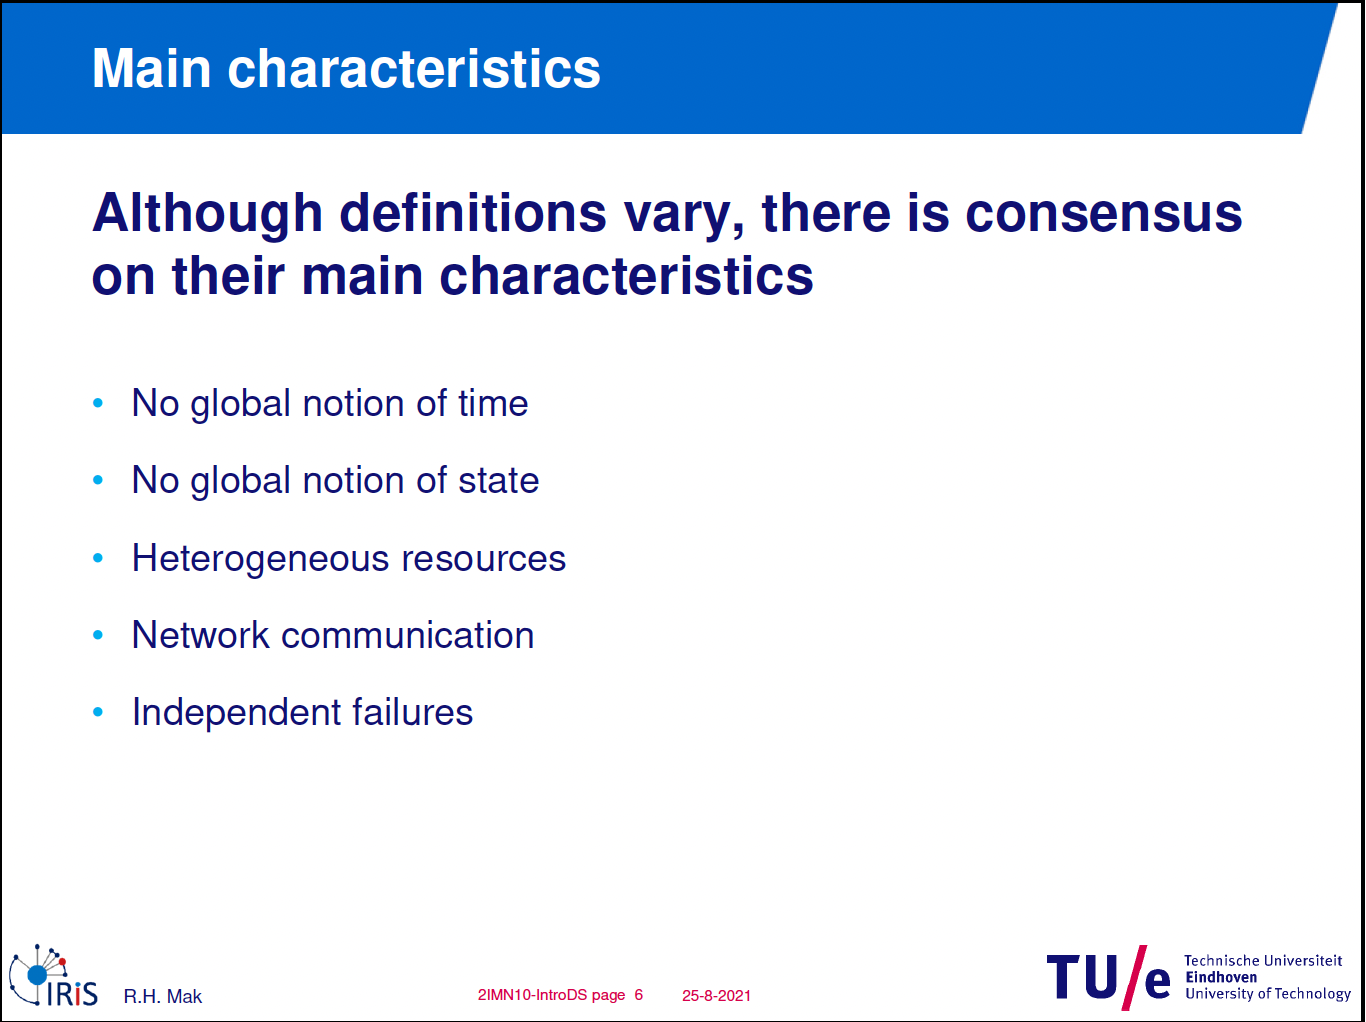 Main characteristics
Although definitions vary, there is consensus
on their main characteristics
• No global notion of time
• No global notion of state
• Heterogeneous resources
• Network communication
• Independent failures
IRiS
R.H. Mak
2IMN10-IntroDS page 6
25-8-2021
TU/e
Technische Universiteit
Eindhoven
University of Technology